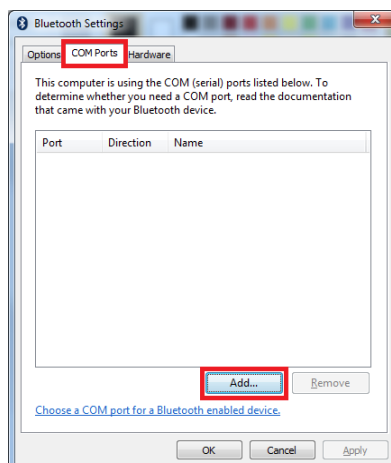 Bluetooth Settings
Options COM Ports Hardware
This computer is using the COM (serial) ports listed below. To
determine whether you need a COM port, read the documentation
that came with your Bluetooth device.
Port Direction Name
Add... Remove
Choose a COM port for a Bluetooth enabled device.
OK Cancel Apply